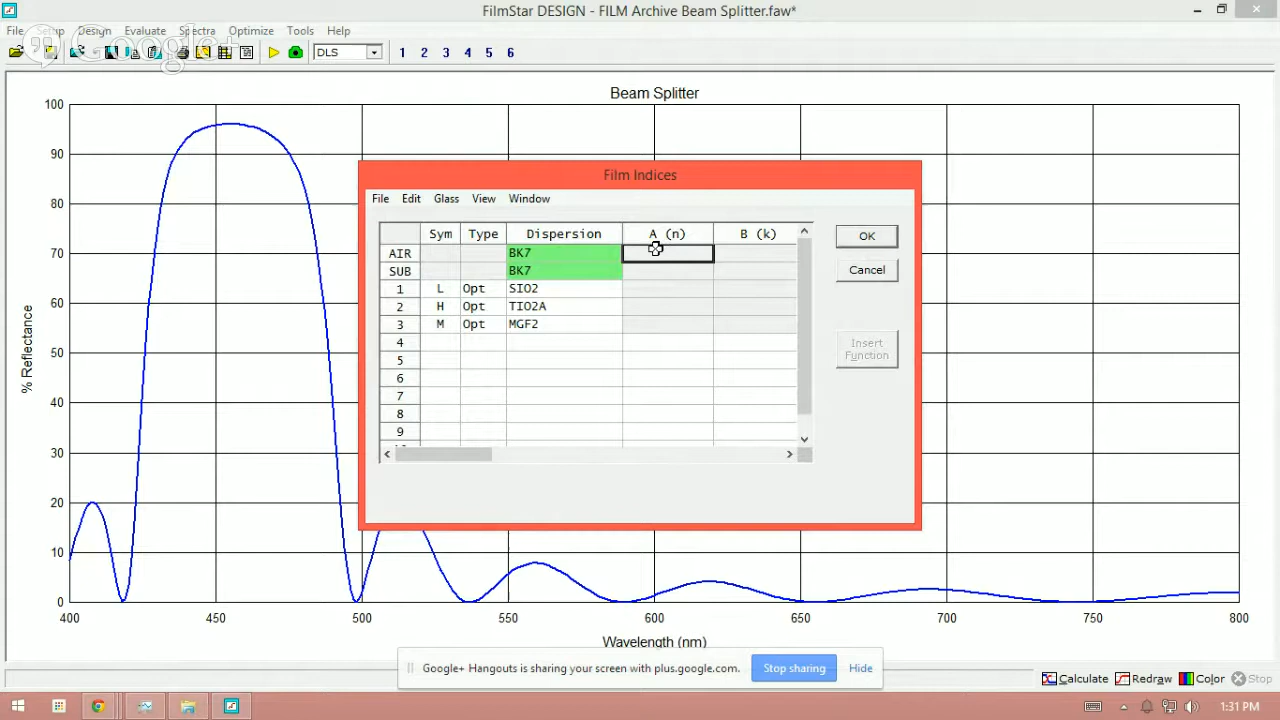 FilmStar DESIGN - FILM Archive Beam Splitter.faw*
File Setup Design Evaluate Spectra Optimize Tools Help
Google+
DLS 1 2 3 4 5 6
Beam Splitter
100
90
80
70
60
50
40
30
20
10
0
% Reflectance
400 450 500 550 600 650 700 750 800
Wavelength (nm)
Film Indices
File Edit Glass View Window
Sym Type Dispersion A (n) B (k)
AIR BK7
SUB BK7
1 L Opt SIO2
2 H Opt TIO2A
3 M Opt MGF2
4
5
6
7
8
9
OK
Cancel
Insert
Function
Google+ Hangouts is sharing your screen with plus.google.com. Stop sharing Hide
Calculate Redraw Color Stop
1:31 PM